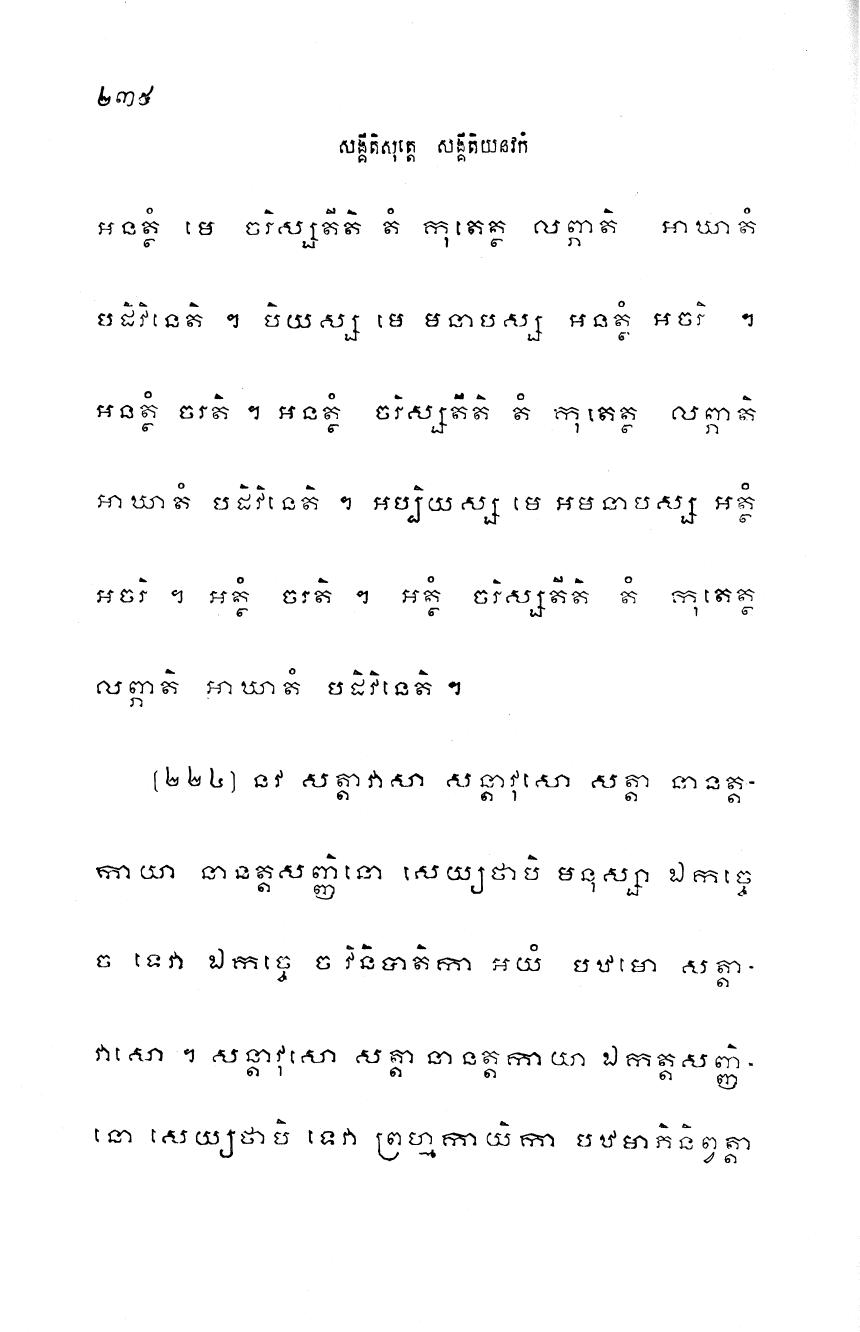 ២៣៥
សង្គីតិសុត្តេ សង្គីតិយនវកំ
អនត្ថំ មេ ចរិស្សតីតិ តំ កុតេត្ថ លព្ភាតិ អាឃាតំ
បដិវិនេតិ ។ បិយស្ស មេ មនាបស្ស អនត្ថំ អចរិ ។
អនត្ថំ ចរតិ ។ អនត្ថំ ចរិស្សតីតិ តំ កុតេត្ថ លព្ភាតិ
អាឃាតំ បដិវិនេតិ ។ អប្បិយស្ស មេ អមនាបស្ស អត្ថំ
អចរិ ។ អត្ថំ ចរតិ ។ អត្ថំ ចរិស្សតីតិ តំ កុតេត្ថ
លព្ភាតិ អាឃាតំ បដិវិនេតិ ។
(២២៤) នវ សត្តាវាសា សន្តាវុសោ សត្តា នានត្ត-
កាយា នានត្តសញ្ញិនោ សេយ្យថាបិ មនុស្សា ឯកច្ចេ
ច ទេវា ឯកច្ចេ ច វិនិបាតិកា អយំ បឋមោ សត្តា-
វាសោ ។ សន្តាវុសោ សត្តា នានត្តកាយា ឯកត្តសញ្ញិ-
នោ សេយ្យថាបិ ទេវា ព្រហ្មកាយិកា បឋមាភិនិព្វត្តា